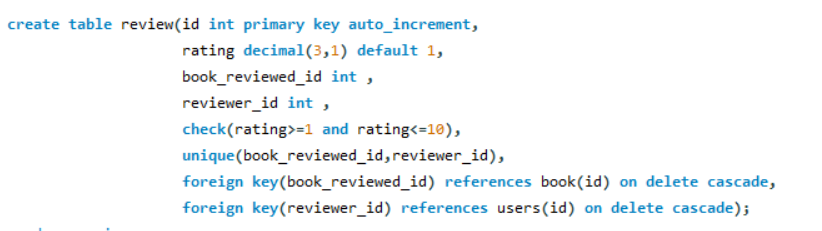 create table review(id int primary key auto_increment,
rating decimal(3,1) default 1,
book_reviewed_id int ,
reviewer_id int ,
check(rating>=1 and rating<=10),
unique(book_reviewed_id,reviewer_id),
foreign key(book_reviewed_id) references book(id) on delete cascade,
foreign key(reviewer_id) references users(id) on delete cascade);